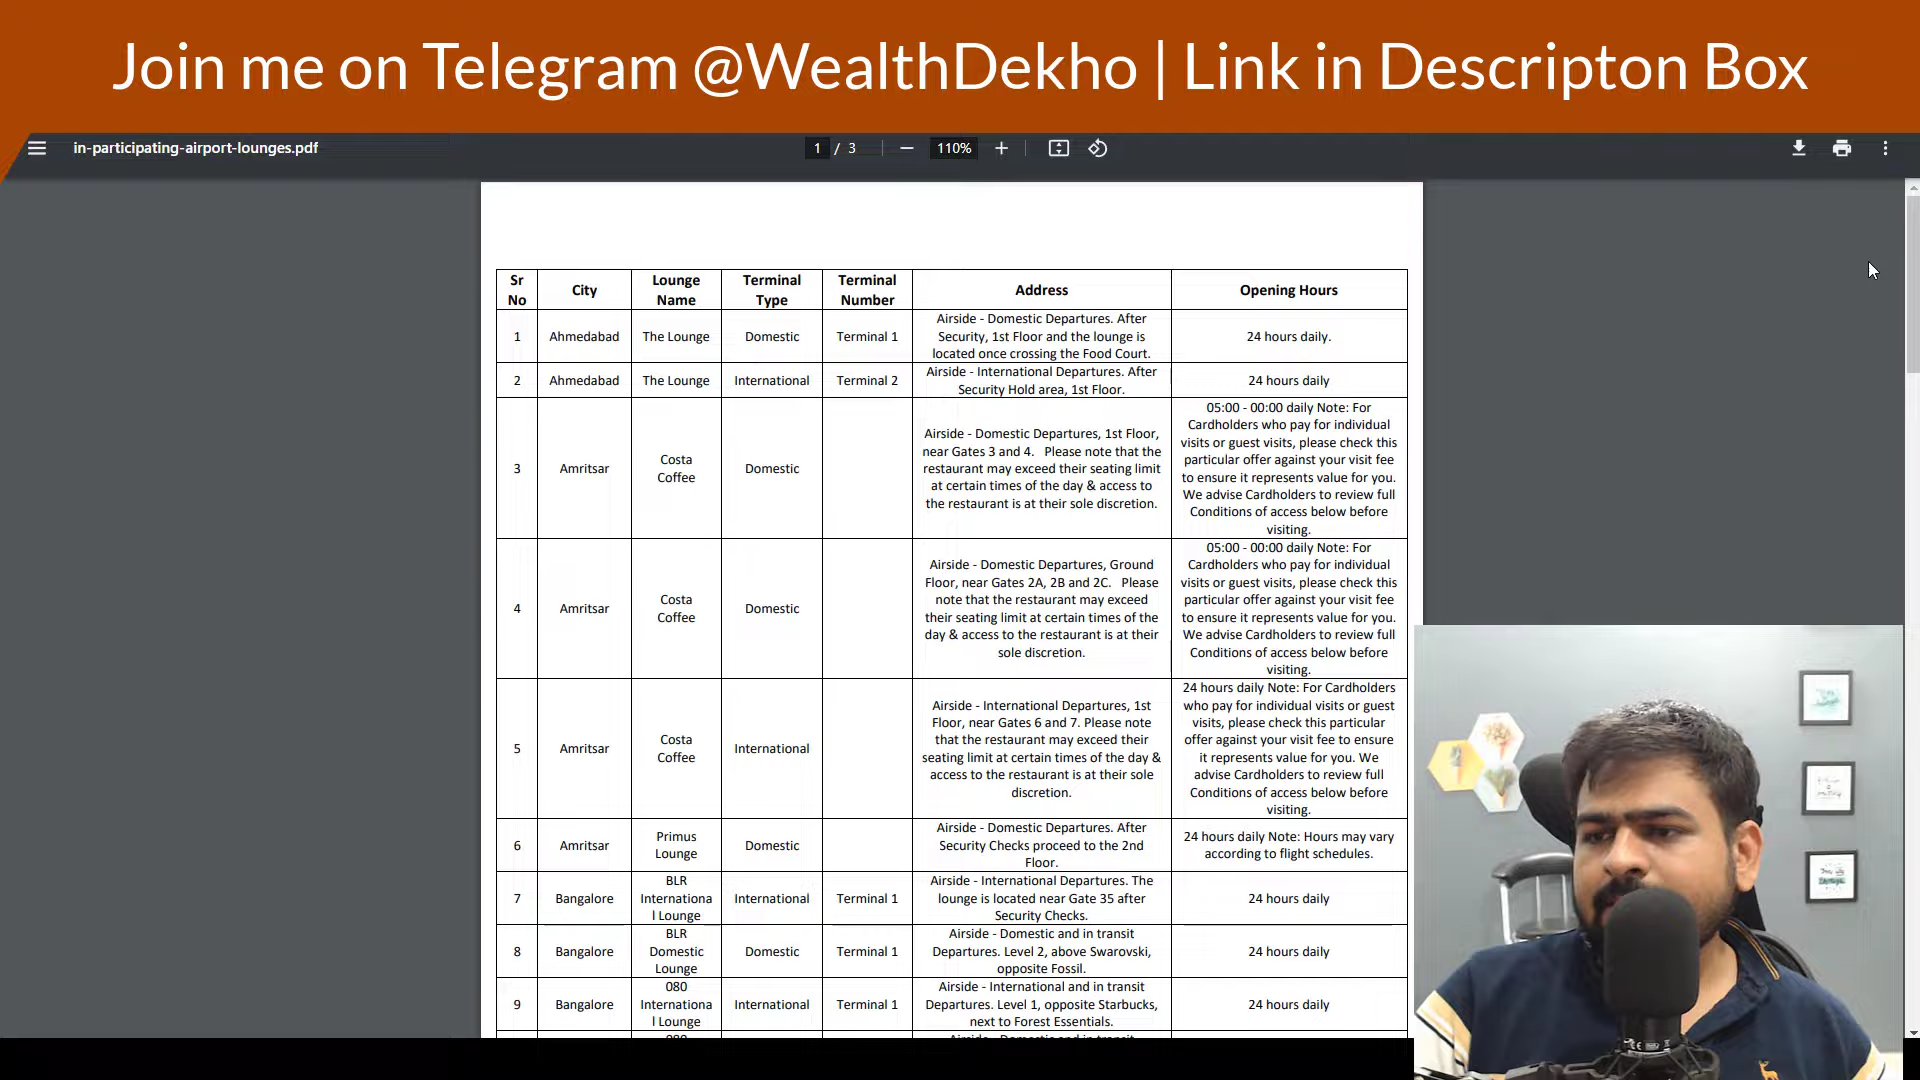 Join me on Telegram @WealthDekho | Link in Descripton Box
in-participating-airport-lounges.pdf
1 / 3
110%
Sr No City Lounge Name Terminal Type Terminal Number Address Opening Hours
1 Ahmedabad The Lounge Domestic Terminal 1 Airside - Domestic Departures. After Security, 1st Floor and the lounge is located once crossing the Food Court. 24 hours daily.
2 Ahmedabad The Lounge International Terminal 2 Airside - International Departures. After Security Hold area, 1st Floor. 24 hours daily
3 Amritsar Costa Coffee Domestic Airside - Domestic Departures, 1st Floor, near Gates 3 and 4. Please note that the restaurant may exceed their seating limit at certain times of the day & access to the restaurant is at their sole discretion. 05:00 - 00:00 daily Note: For Cardholders who pay for individual visits or guest visits, please check this particular offer against your visit fee to ensure it represents value for you. We advise Cardholders to review full Conditions of access below before visiting.
4 Amritsar Costa Coffee Domestic Airside - Domestic Departures, Ground Floor, near Gates 2A, 2B and 2C. Please note that the restaurant may exceed their seating limit at certain times of the day & access to the restaurant is at their sole discretion. 05:00 - 00:00 daily Note: For Cardholders who pay for individual visits or guest visits, please check this particular offer against your visit fee to ensure it represents value for you. We advise Cardholders to review full Conditions of access below before visiting.
5 Amritsar Costa Coffee International Airside - International Departures, 1st Floor, near Gates 6 and 7. Please note that the restaurant may exceed their seating limit at certain times of the day & access to the restaurant is at their sole discretion. 24 hours daily Note: For Cardholders who pay for individual visits or guest visits, please check this particular offer against your visit fee to ensure it represents value for you. We advise Cardholders to review full Conditions of access below before visiting.
6 Amritsar Primus Lounge Domestic Airside - Domestic Departures. After Security Checks proceed to the 2nd Floor. 24 hours daily Note: Hours may vary according to flight schedules.
7 Bangalore BLR Internationa l Lounge International Terminal 1 Airside - International Departures. The lounge is located near Gate 35 after Security Checks. 24 hours daily
8 Bangalore BLR Domestic Lounge Domestic Terminal 1 Airside - Domestic and in transit Departures. Level 2, above Swarovski, opposite Fossil. 24 hours daily
9 Bangalore 080 Internationa l Lounge International Terminal 1 Airside - International and in transit Departures. Level 1, opposite Starbucks, next to Forest Essentials. 24 hours daily